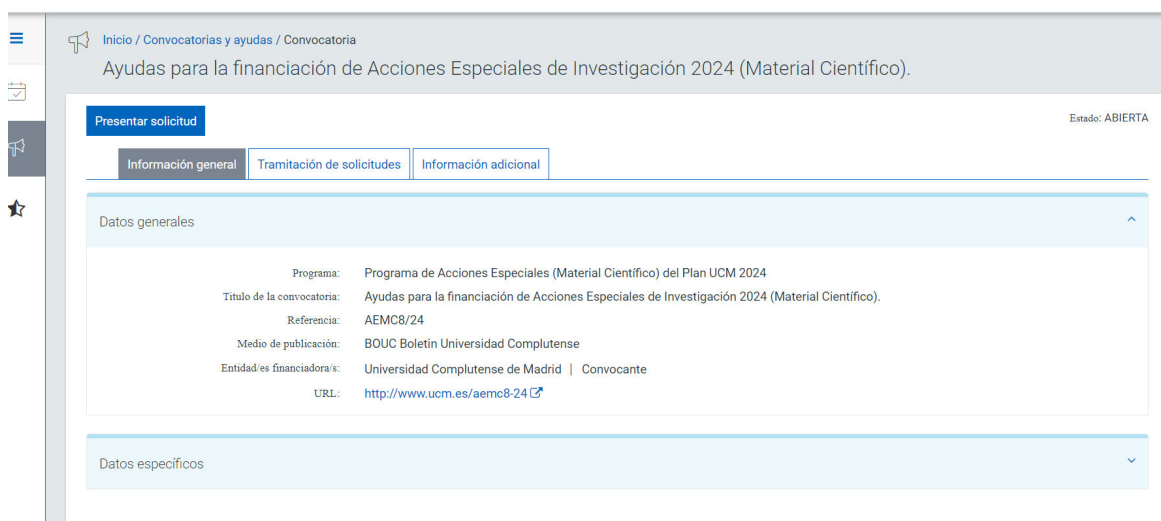 Inicio / Convocatorias y ayudas / Convocatoria
Ayudas para la financiación de Acciones Especiales de Investigación 2024 (Material Científico).
Presentar solicitud
Estado: ABIERTA
Información general
Tramitación de solicitudes
Información adicional
Datos generales
Programa: Programa de Acciones Especiales (Material Científico) del Plan UCM 2024
Título de la convocatoria: Ayudas para la financiación de Acciones Especiales de Investigación 2024 (Material Científico).
Referencia: AEMC8/24
Medio de publicación: BOUC Boletin Universidad Complutense
Entidad/es financiadora/s: Universidad Complutense de Madrid | Convocante
URL: http://www.ucm.es/aemc8-24
Datos específicos